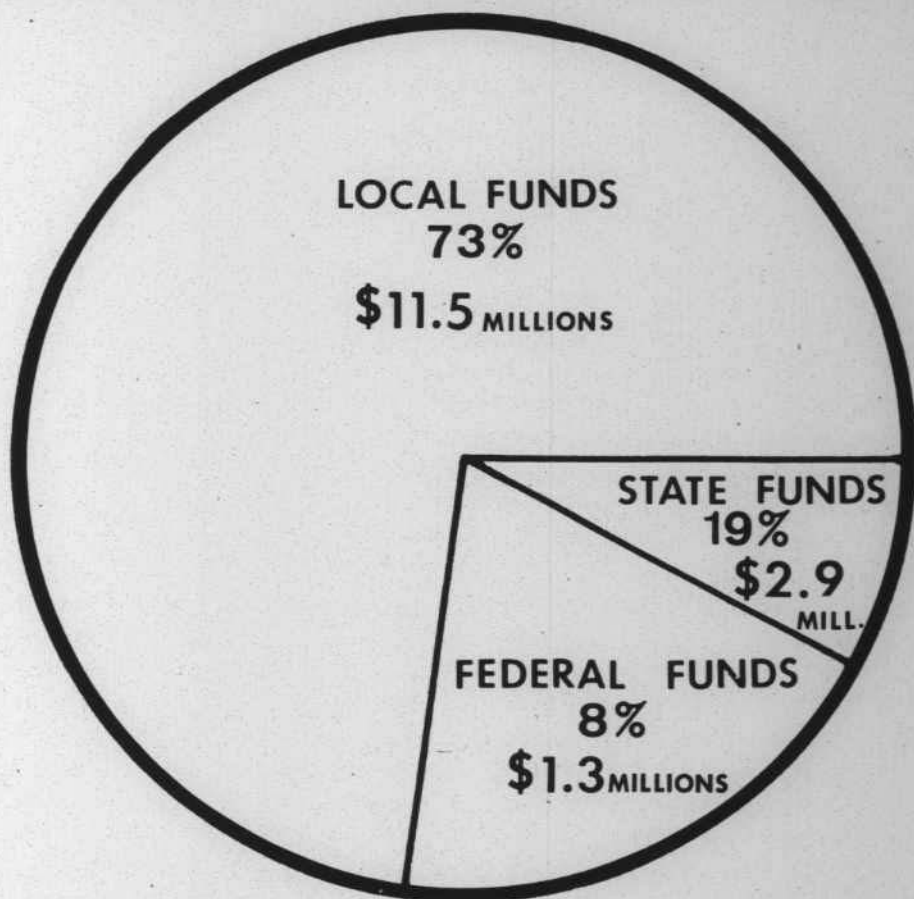 LOCAL FUNDS
73%
$11.5 MILLIONS
STATE FUNDS
19%
$2.9
MILL.
FEDERAL FUNDS
8%
$1.3 MILLIONS